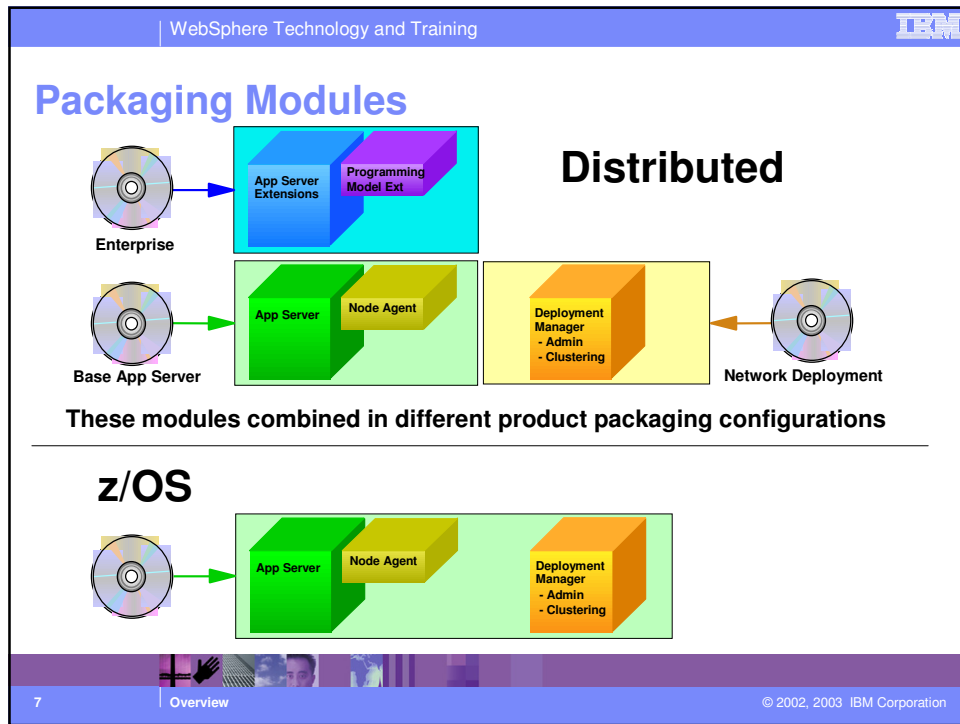 WebSphere Technology and Training
IBM
Packaging Modules
Distributed
App Server
Extensions
Programming
Model Ext
Enterprise
App Server
Node Agent
Deployment
Manager
- Admin
- Clustering
Base App Server
Network Deployment
These modules combined in different product packaging configurations
z/OS
App Server
Node Agent
Deployment
Manager
- Admin
- Clustering
7
Overview
© 2002, 2003 IBM Corporation